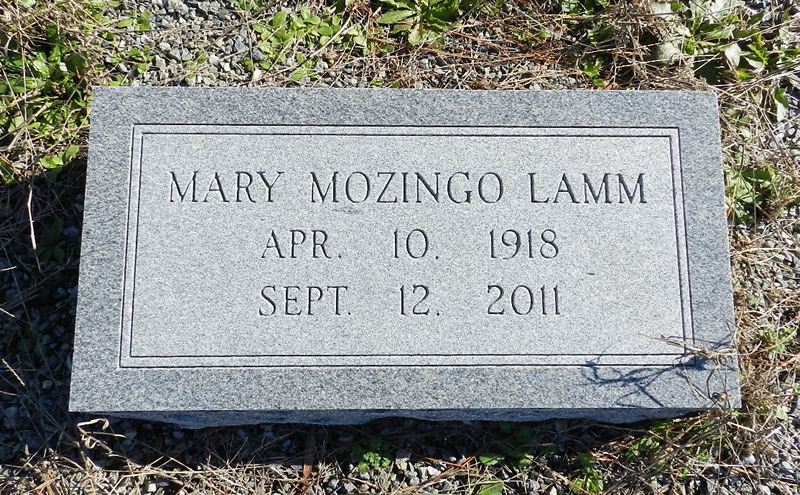 MARY MOZINGO LAMM
APR. 10. 1918
SEPT. 12. 2011